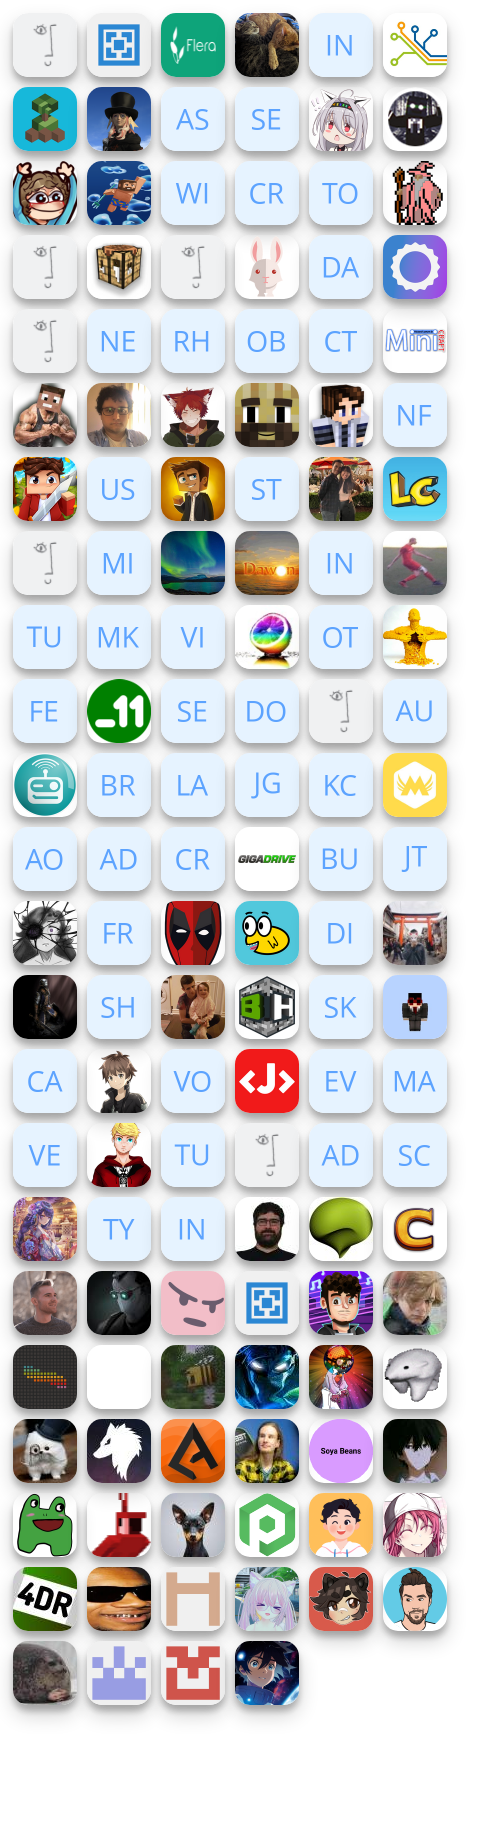 Flera
IN
AS
SE
WI
CR
TO
DA
NE
RH
OB
CT
Mini
NF
US
ST
LC
MI
Dawn
IN
TU
MK
VI
OT
FE
_11
SE
DO
AU
BR
LA
JG
KC
AO
AD
CR
GIGADRIVE
BU
JT
FR
DI
SH
BH
SK
CA
VO
<J>
EV
MA
VE
TU
AD
SC
TY
IN
C
Soya Beans
4DR
H